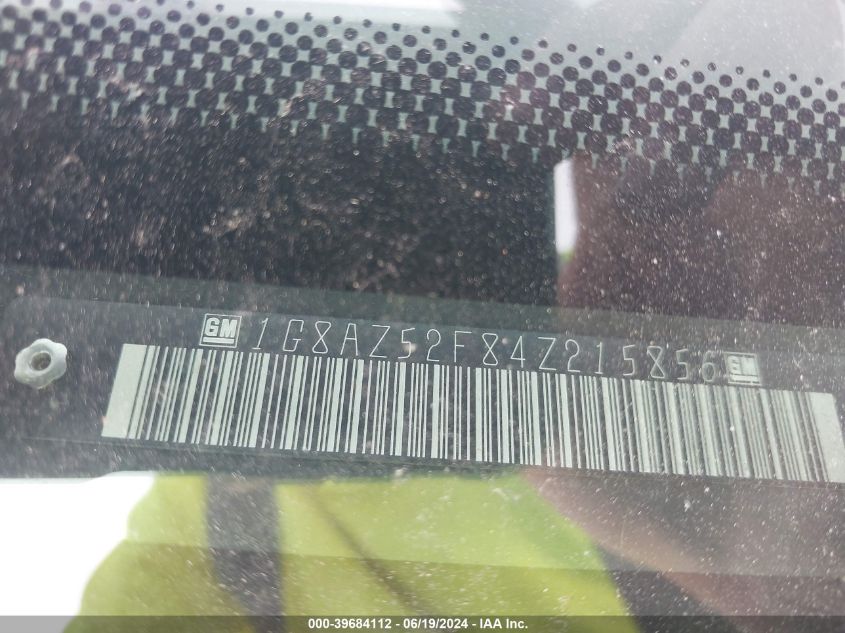 GM 1G8AZ52F84Z215856 GM
000-39684112 - 06/19/2024 - IAA Inc.